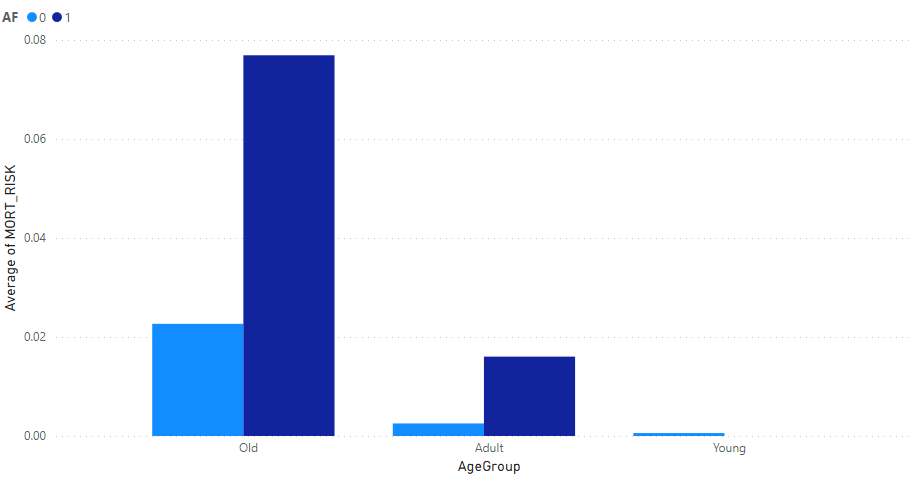 AF 0 1
0.08
0.06
0.04
0.02
0.00
Average of MORT_RISK
Old Adult Young
AgeGroup